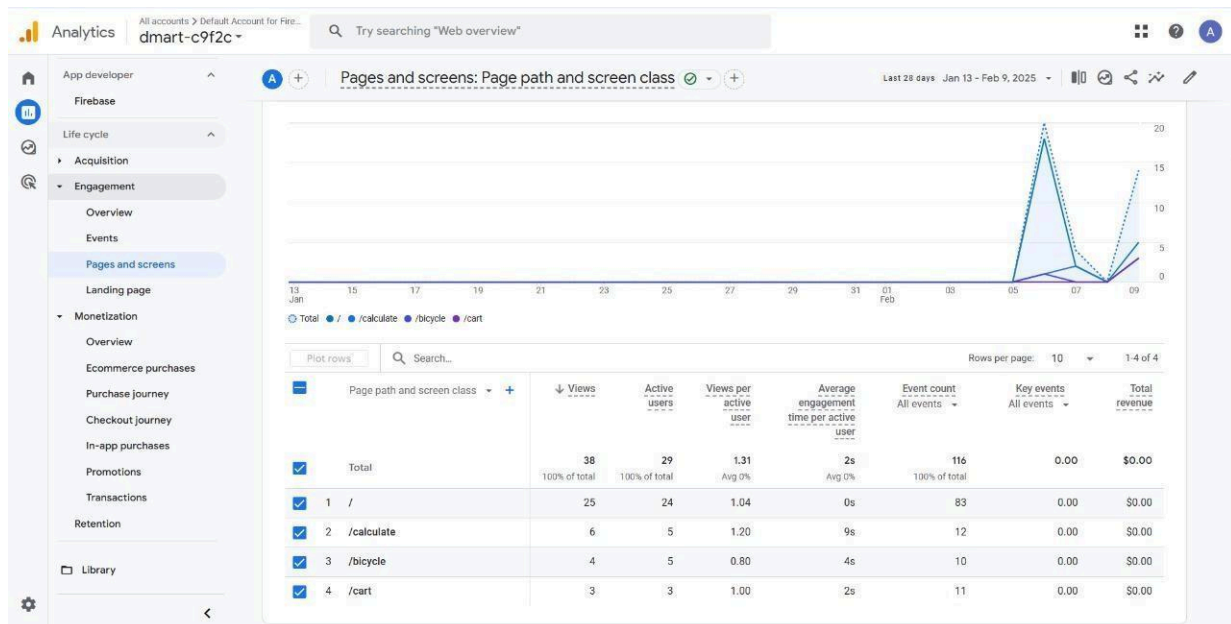 Analytics
All accounts > Default Account for Fire...
dmart-c9f2c
Try searching "Web overview"
A
App developer
Firebase
Life cycle
Acquisition
Engagement
Overview
Events
Pages and screens
Landing page
Monetization
Overview
Ecommerce purchases
Purchase journey
Checkout journey
In-app purchases
Promotions
Transactions
Retention
Library
A
Pages and screens: Page path and screen class
Last 28 days Jan 13 - Feb 9, 2025
20
15
10
5
0
13 15 17 19 21 23 25 27 29 31 01 03 05 07 09
Jan Feb
Total / /calculate /bicycle /cart
Plot rows Search... Rows per page: 10 1-4 of 4
Page path and screen class Views Active users Views per active user Average engagement time per active user Event count All events Key events All events Total revenue
Total 38 29 1.31 2s 116 0.00 $0.00
100% of total 100% of total Avg 0% Avg 0% 100% of total
1 / 25 24 1.04 0s 83 0.00 $0.00
2 /calculate 6 5 1.20 9s 12 0.00 $0.00
3 /bicycle 4 5 0.80 4s 10 0.00 $0.00
4 /cart 3 3 1.00 2s 11 0.00 $0.00